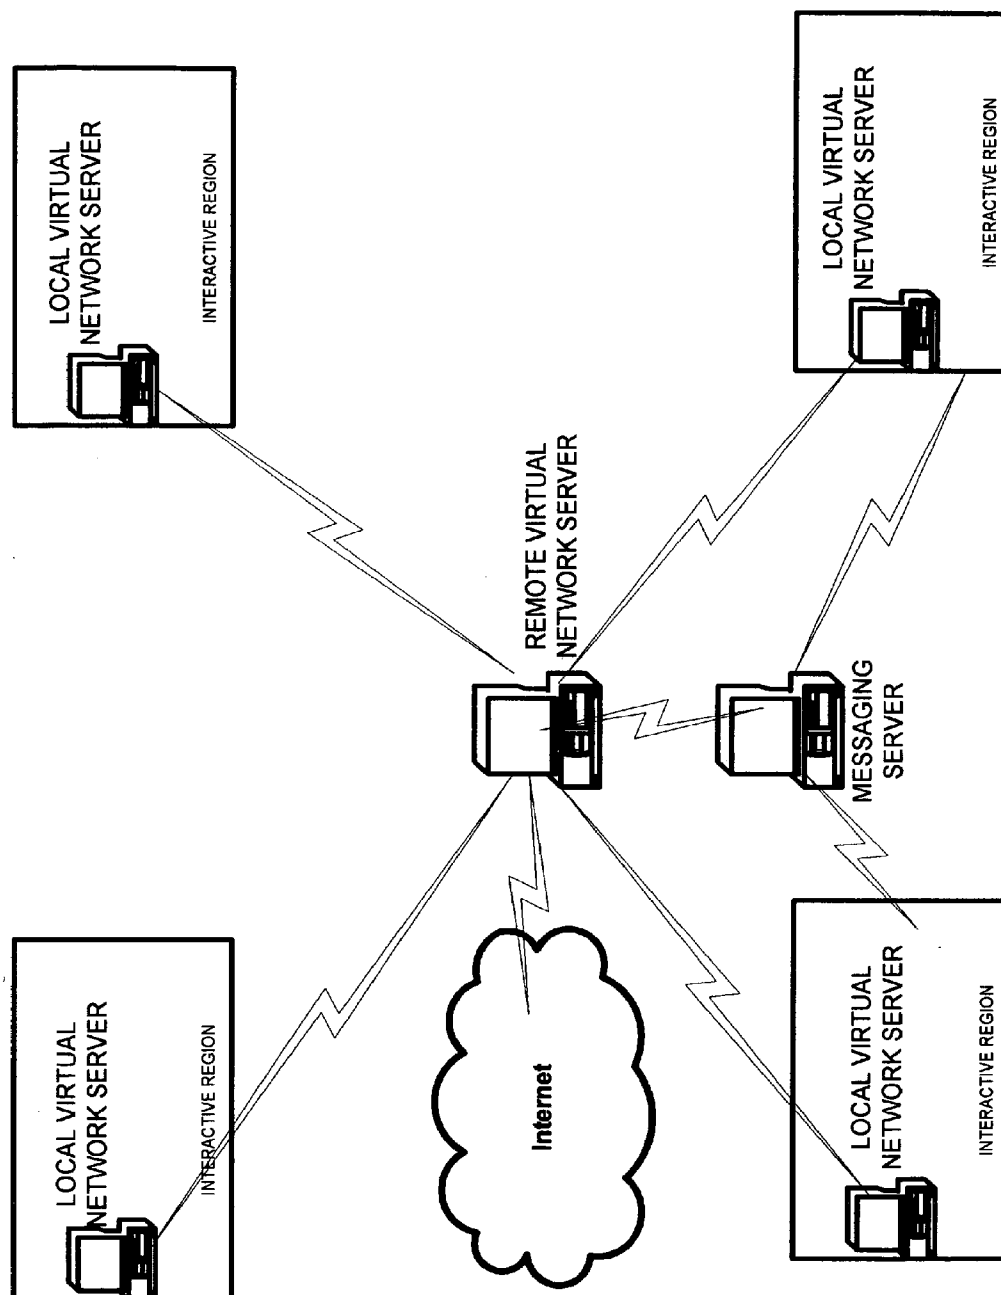 LOCAL VIRTUAL
NETWORK SERVER
INTERACTIVE REGION
LOCAL VIRTUAL
NETWORK SERVER
INTERACTIVE REGION
REMOTE VIRTUAL
NETWORK SERVER
Internet
MESSAGING
SERVER
LOCAL VIRTUAL
NETWORK SERVER
INTERACTIVE REGION
LOCAL VIRTUAL
NETWORK SERVER
INTERACTIVE REGION